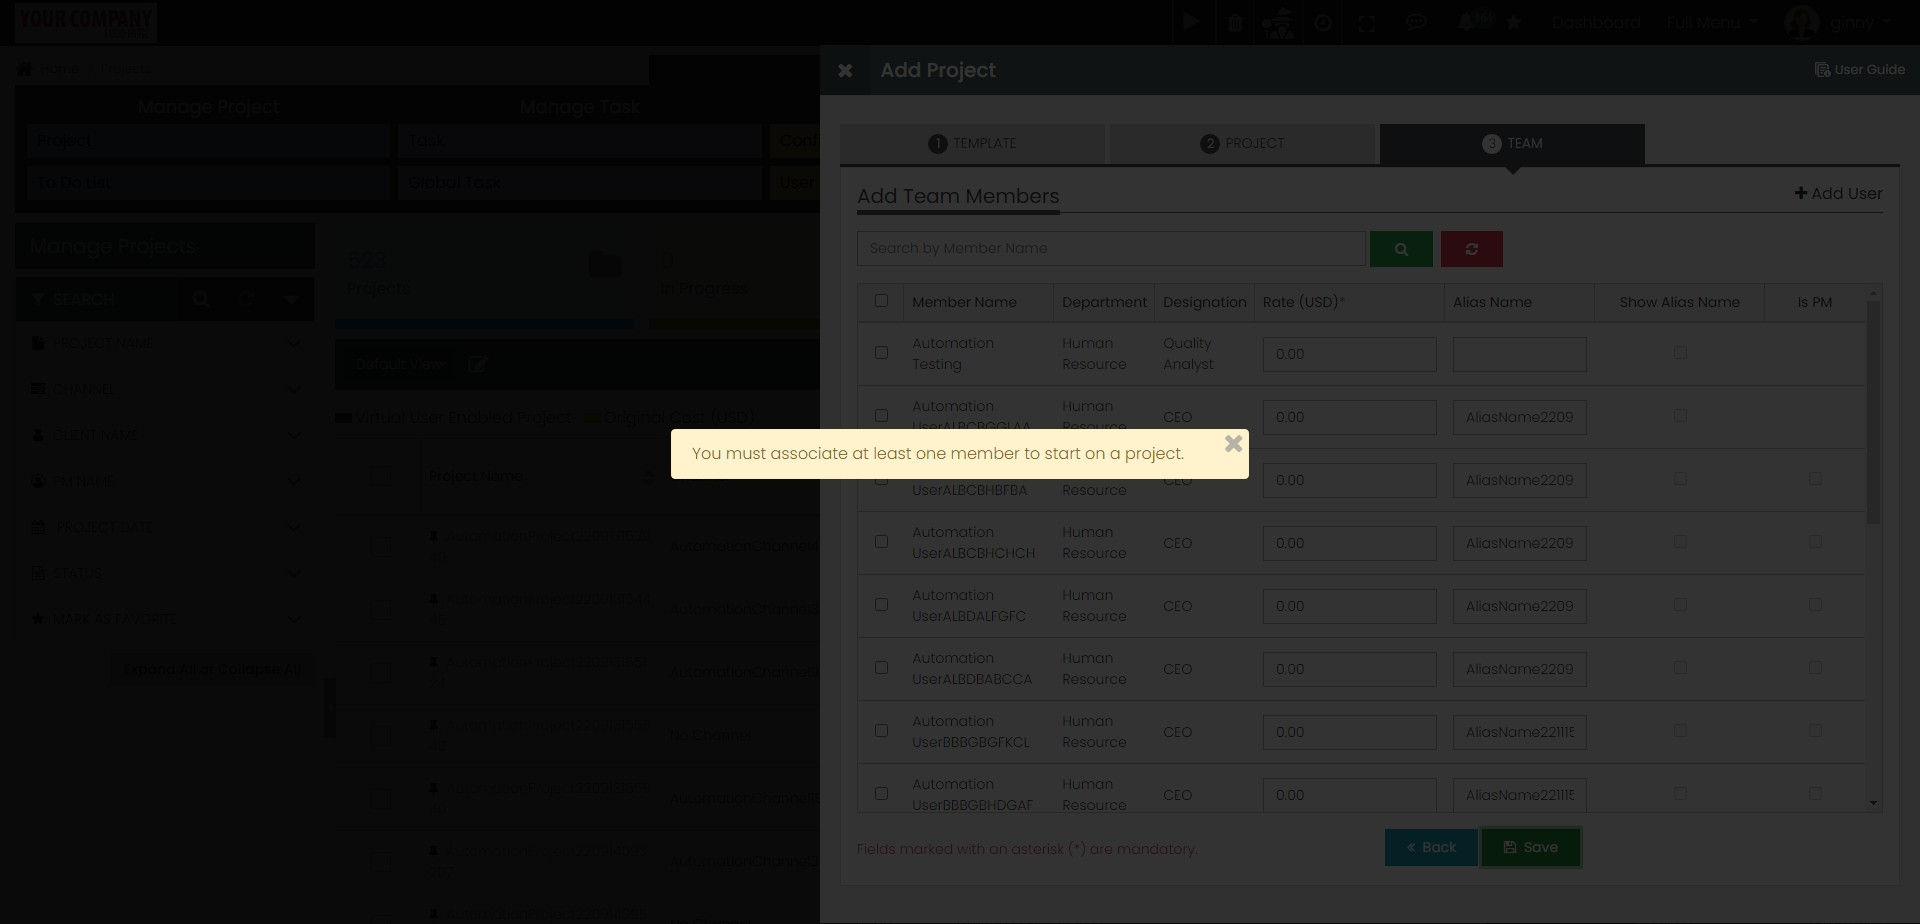 YOUR COMPANY
Dashboard
Full Menu
ginny
Home
Projects
Add Project
User Guide
Manage Project
Manage Task
Project
Task
To Do List
Global Task
User
1 TEMPLATE
2 PROJECT
3 TEAM
Add Team Members
Add User
Search by Member Name
Manage Projects
SEARCH
PROJECT NAME
CHANNEL
CLIENT NAME
PM NAME
PROJECT DATE
STATUS
MARK AS FAVORITE
Expand All or Collapse All
523
Projects
0
In Progress
Default View
Virtual User Enabled Project
Original Cost (USD)
Project Name
No Channel
You must associate at least one member to start on a project.
Member Name Department Designation Rate (USD)* Alias Name Show Alias Name Is PM
Automation Human Quality
Testing Resource Analyst 0.00
Automation Human
UserALBCBGGLAA Resource CEO 0.00 AliasName2209
UserALBCBHBFBA Resource CEO 0.00 AliasName2209
Automation Human
UserALBCBHCHCH Resource CEO 0.00 AliasName2209
Automation Human
UserALBDALFGFC Resource CEO 0.00 AliasName2209
Automation Human
UserALBDBABCCA Resource CEO 0.00 AliasName2209
Automation Human
UserBBBGBGFKCL Resource CEO 0.00 AliasName221115
Automation Human
UserBBBGBHDGAF Resource CEO 0.00 AliasName221115
Fields marked with an asterisk (*) are mandatory.
Back
Save